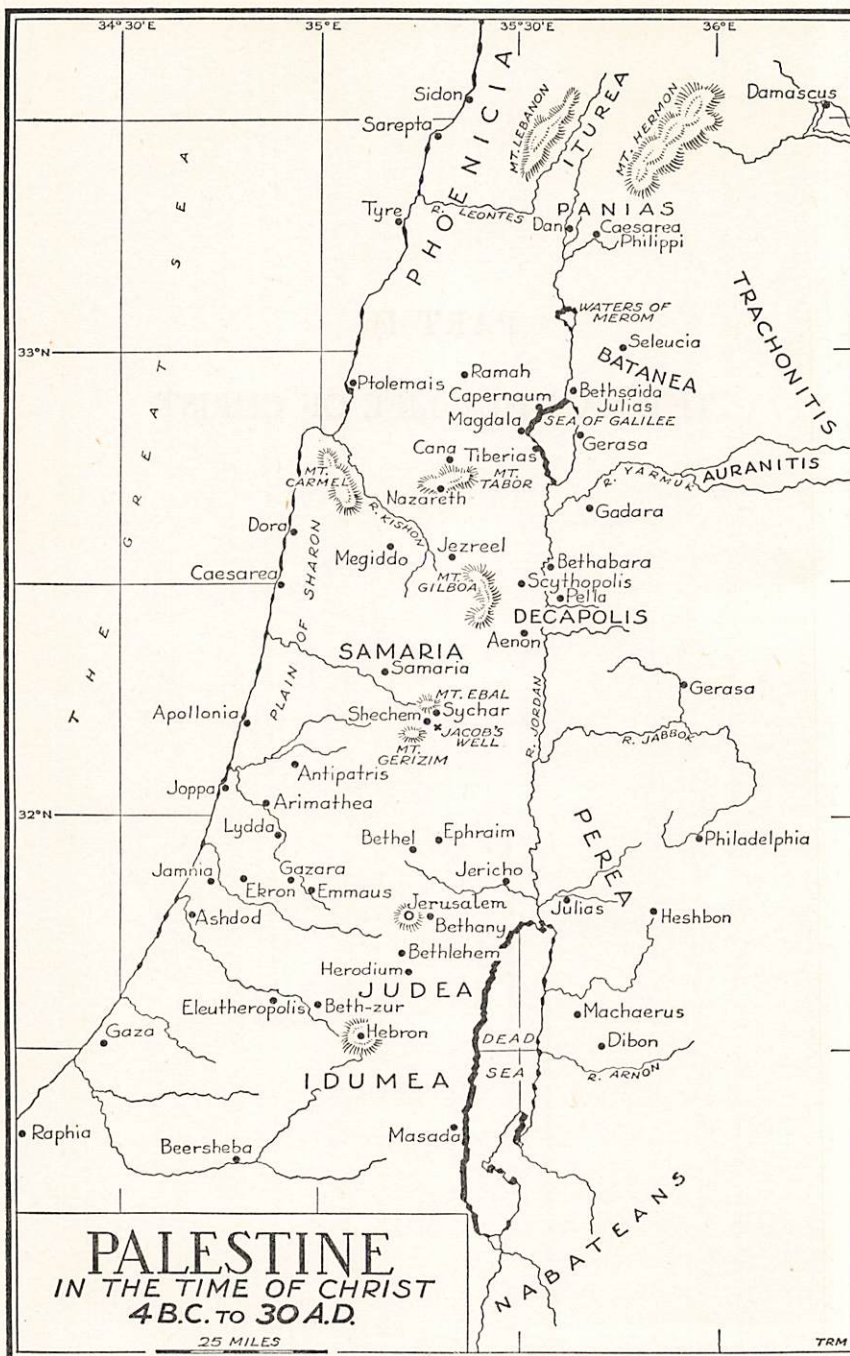 34°30'E
35°E
35°30'E
36°E
Sidon
Sarepta
PHOENICIA
MT. LEBANON
ITUREA
MT. HERMON
Damascus
Tyre
R. LEONTES
PANIAS
Dan
Caesarea
Philippi
THE GREAT SEA
WATERS OF
MEROM
TRACHONITIS
33°N
Seleucia
BATANEA
Ptolemais
Ramah
Capernaum
Bethsaida
Julias
Magdala
SEA OF GALILEE
Gerasa
Cana
Tiberias
MT.
CARMEL
MT.
TABOR
Nazareth
R. YARMUK
AURANITIS
R. KISHON
Gadara
Dora
Megiddo
Jezreel
Bethabara
Caesarea
MT.
GILBOA
Scythopolis
Pella
DECAPOLIS
Aenon
PLAIN OF SHARON
SAMARIA
Samaria
MT. EBAL
Gerasa
Apollonia
Shechem
Sychar
JACOB'S
WELL
MT.
GERIZIM
R. JORDAN
R. JABBOK
Antipatris
Joppa
Arimathea
32°N
Lydda
Bethel
Ephraim
PEREA
Philadelphia
Jamnia
Ekron
Gazara
Emmaus
Jericho
Jerusalem
Julias
Heshbon
Ashdod
Bethany
Bethlehem
Herodium
JUDEA
Eleutheropolis
Beth-zur
Machaerus
Gaza
Hebron
DEAD
SEA
Dibon
IDUMEA
R. ARNON
Raphia
Beersheba
Masada
NABATEANS
PALESTINE
IN THE TIME OF CHRIST
4 B.C. TO 30 A.D.
25 MILES
TRM